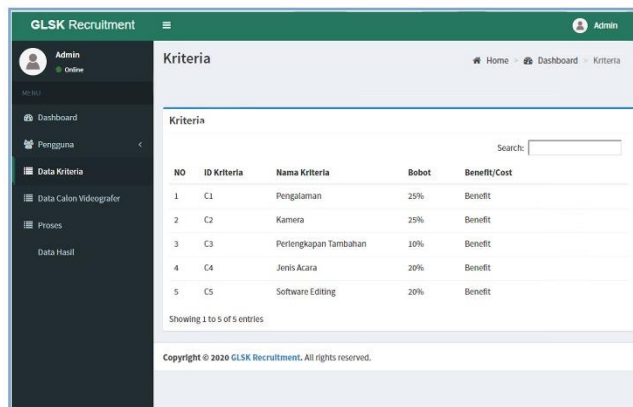 GLSK Recruitment
Admin
Admin
Online
MENU
Dashboard
Pengguna
Data Kriteria
Data Calon Videografer
Proses
Data Hasil
Kriteria
Home > Dashboard > Kriteria
Kriteria
Search:
NO ID Kriteria Nama Kriteria Bobot Benefit/Cost
1 C1 Pengalaman 25% Benefit
2 C2 Kamera 25% Benefit
3 C3 Perlengkapan Tambahan 10% Benefit
4 C4 Jenis Acara 20% Benefit
5 C5 Software Editing 20% Benefit
Showing 1 to 5 of 5 entries
Copyright © 2020 GLSK Recruitment. All rights reserved.